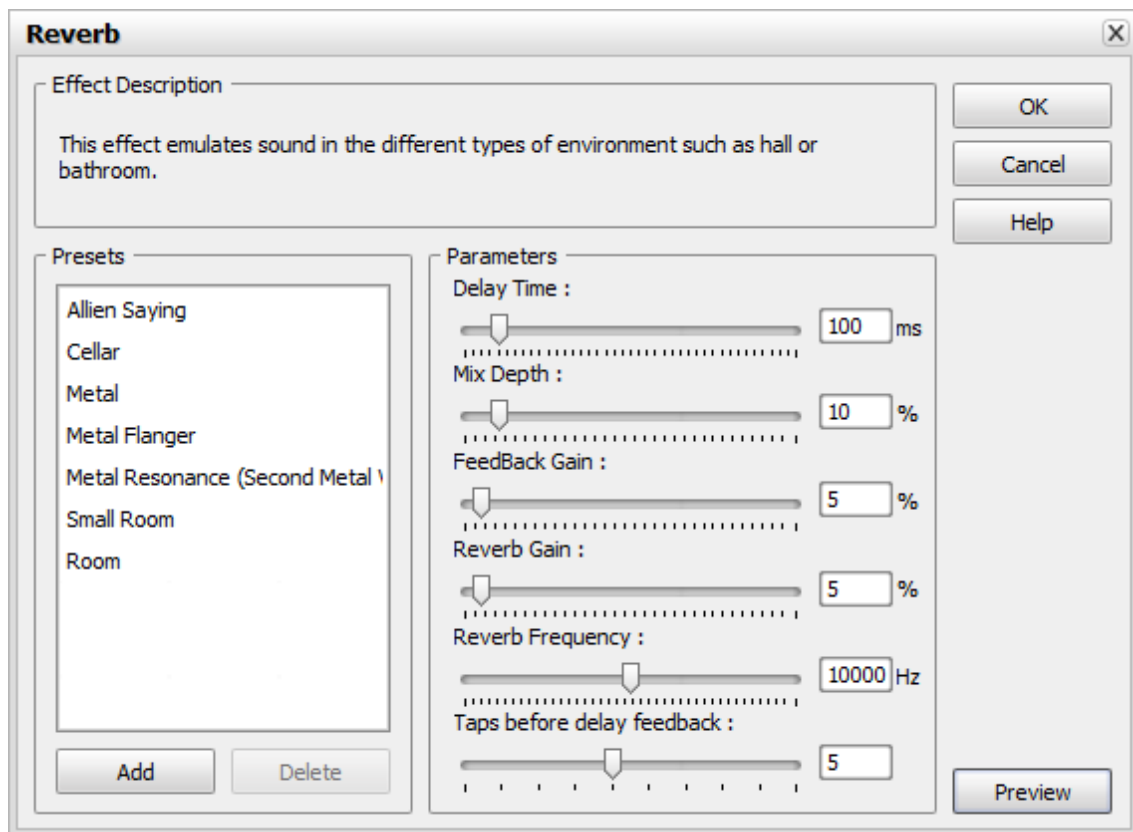 Reverb
Effect Description
This effect emulates sound in the different types of environment such as hall or
bathroom.
OK
Cancel
Help
Presets
Allien Saying
Cellar
Metal
Metal Flanger
Metal Resonance (Second Metal
Small Room
Room
Add
Delete
Parameters
Delay Time :
100 ms
Mix Depth :
10 %
FeedBack Gain :
5 %
Reverb Gain :
5 %
Reverb Frequency :
10000 Hz
Taps before delay feedback :
5
Preview